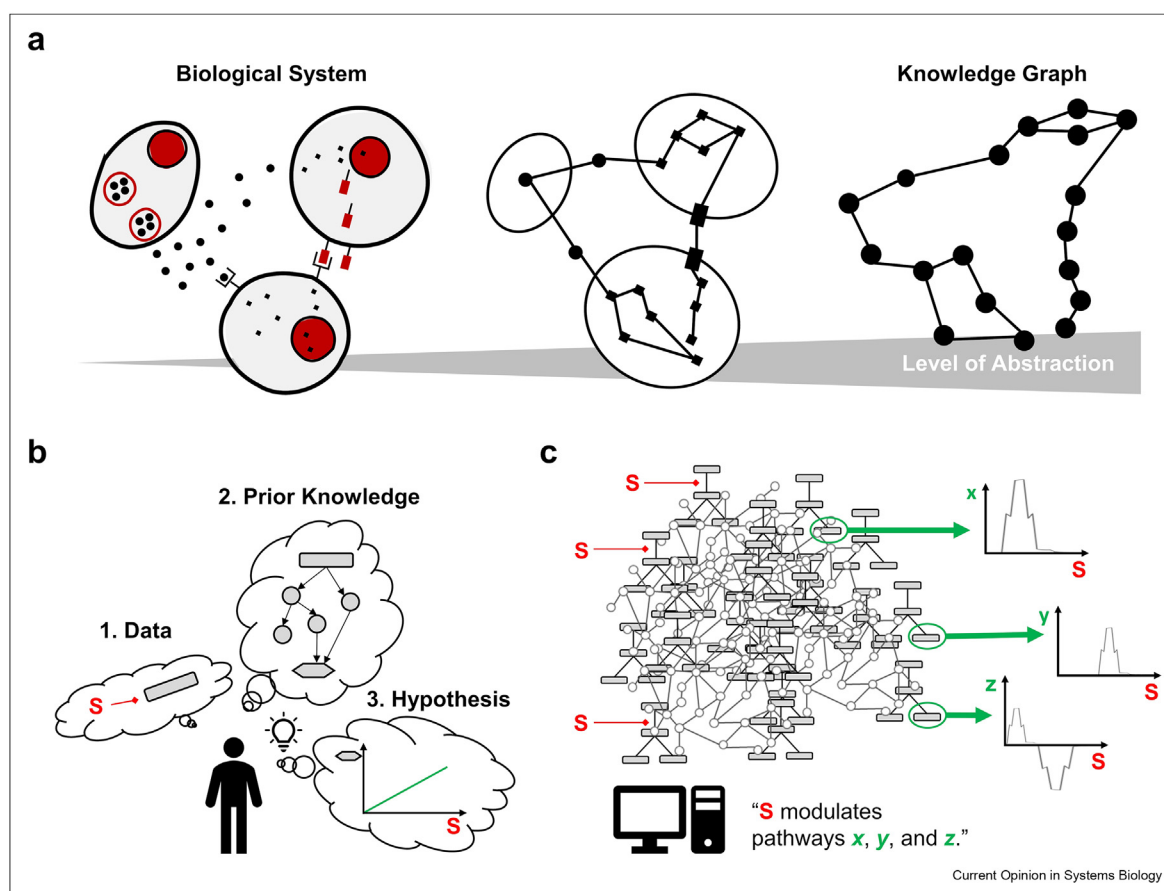 a
Biological System
Knowledge Graph
Level of Abstraction
b
2. Prior Knowledge
1. Data
S
3. Hypothesis
S
c
S
S
S
x
S
y
S
z
S
“S modulates
pathways x, y, and z.”
Current Opinion in Systems Biology